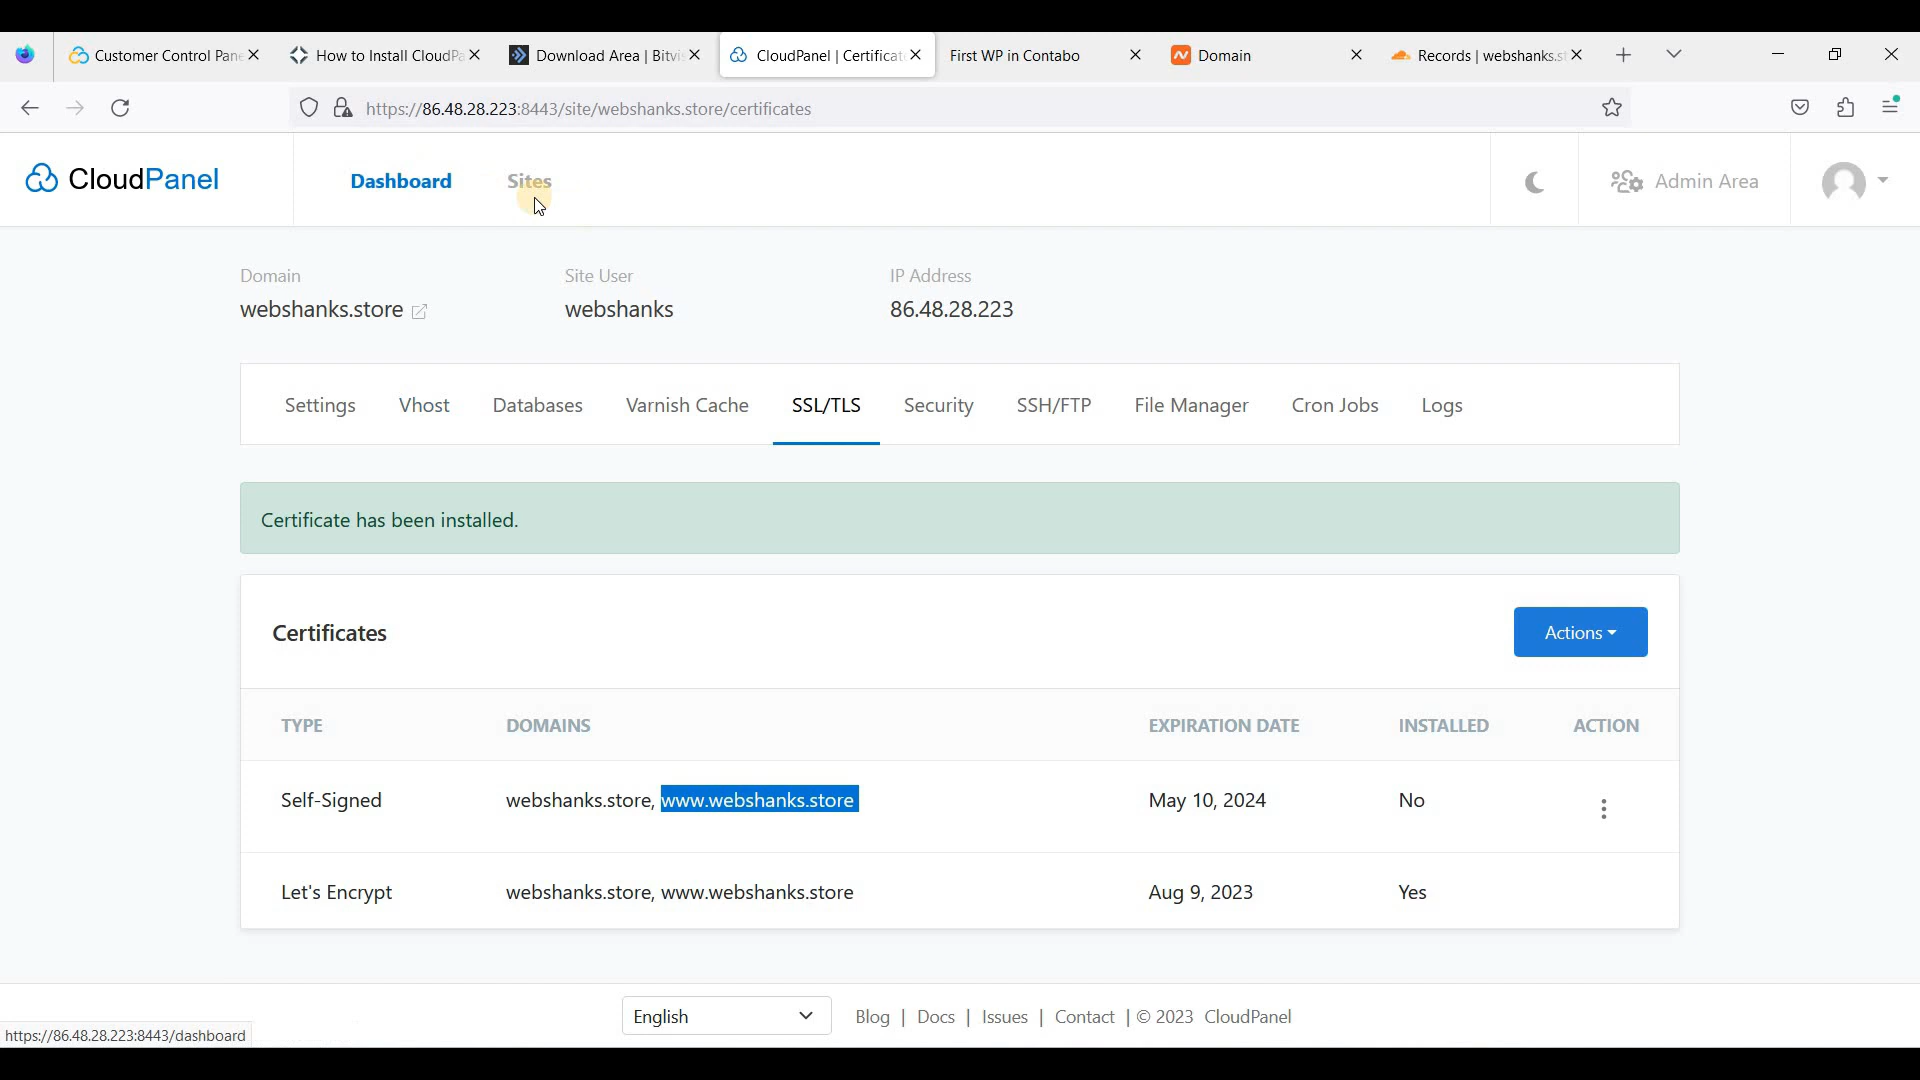 Customer Control Pane
How to Install CloudPa
Download Area | Bitvis
CloudPanel | Certificat
First WP in Contabo
Domain
Records | webshanks.st
https://86.48.28.223:8443/site/webshanks.store/certificates
CloudPanel
Dashboard
Sites
Admin Area
Domain
Site User
IP Address
webshanks.store
webshanks
86.48.28.223
Settings
Vhost
Databases
Varnish Cache
SSL/TLS
Security
SSH/FTP
File Manager
Cron Jobs
Logs
Certificate has been installed.
Certificates
Actions
TYPE DOMAINS EXPIRATION DATE INSTALLED ACTION
Self-Signed webshanks.store, www.webshanks.store May 10, 2024 No
Let's Encrypt webshanks.store, www.webshanks.store Aug 9, 2023 Yes
English
Blog | Docs | Issues | Contact | © 2023 CloudPanel
https://86.48.28.223:8443/dashboard